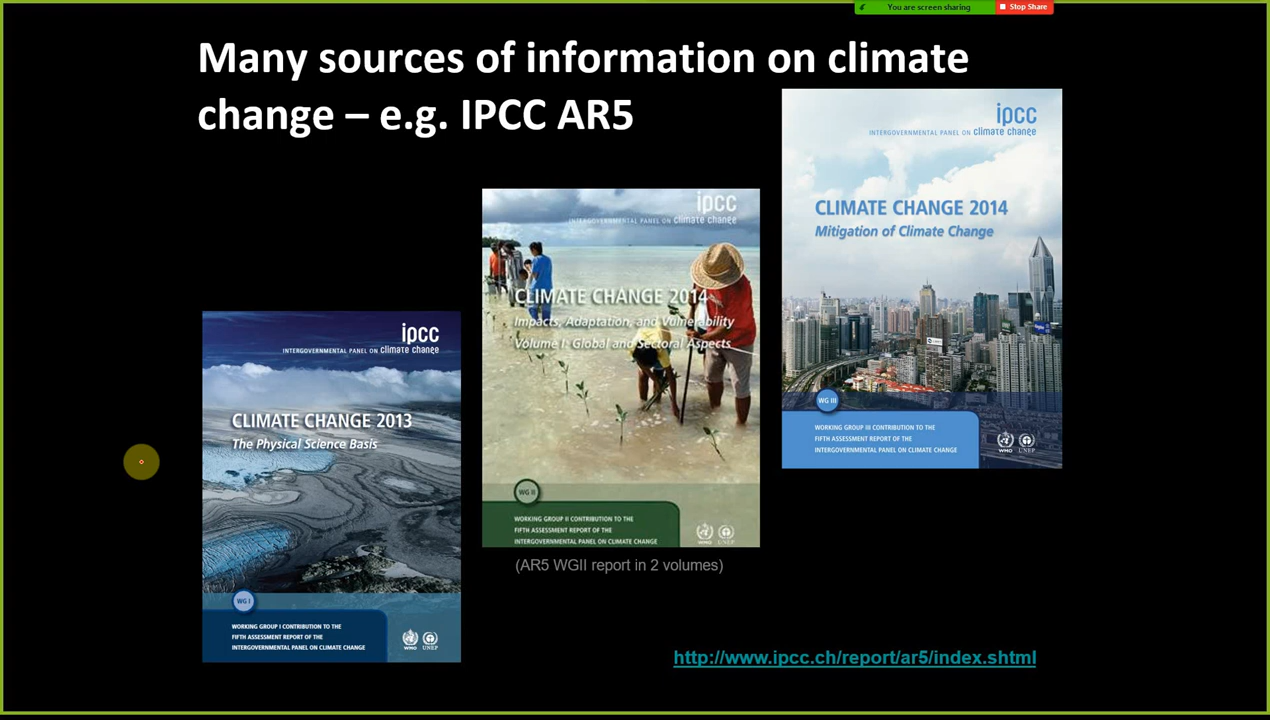 You are screen sharing
Stop Share
Many sources of information on climate
change – e.g. IPCC AR5
ipcc
INTERGOVERNMENTAL PANEL ON climate change
CLIMATE CHANGE 2013
The Physical Science Basis
WG I
WORKING GROUP I CONTRIBUTION TO THE
FIFTH ASSESSMENT REPORT OF THE
INTERGOVERNMENTAL PANEL ON CLIMATE CHANGE
WMO UNEP
ipcc
INTERGOVERNMENTAL PANEL ON climate change
CLIMATE CHANGE 2014
Impacts, Adaptation, and Vulnerability
Volume I: Global and Sectoral Aspects
WG II
WORKING GROUP II CONTRIBUTION TO THE
FIFTH ASSESSMENT REPORT OF THE
INTERGOVERNMENTAL PANEL ON CLIMATE CHANGE
WMO UNEP
(AR5 WGII report in 2 volumes)
ipcc
INTERGOVERNMENTAL PANEL ON climate change
CLIMATE CHANGE 2014
Mitigation of Climate Change
WG III
WORKING GROUP III CONTRIBUTION TO THE
FIFTH ASSESSMENT REPORT OF THE
INTERGOVERNMENTAL PANEL ON CLIMATE CHANGE
WMO UNEP
http://www.ipcc.ch/report/ar5/index.shtml